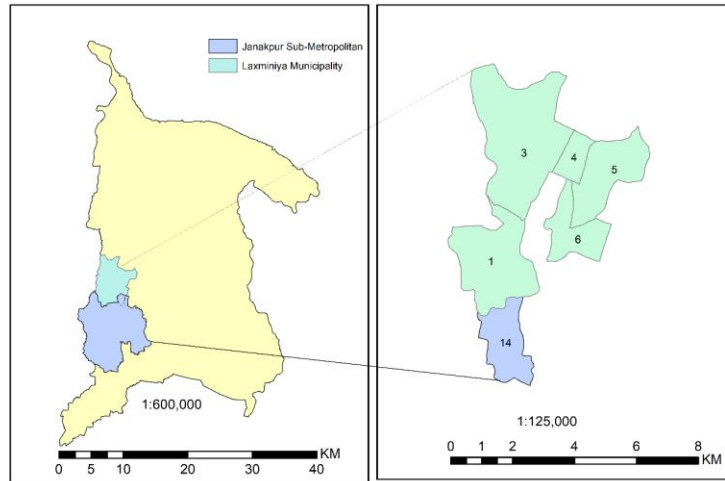 Janakpur Sub-Metropolitan
Laxminiya Municipality
1:600,000
0 5 10 20 30 40 KM
3
4
5
6
1
14
1:125,000
0 1 2 4 6 8 KM